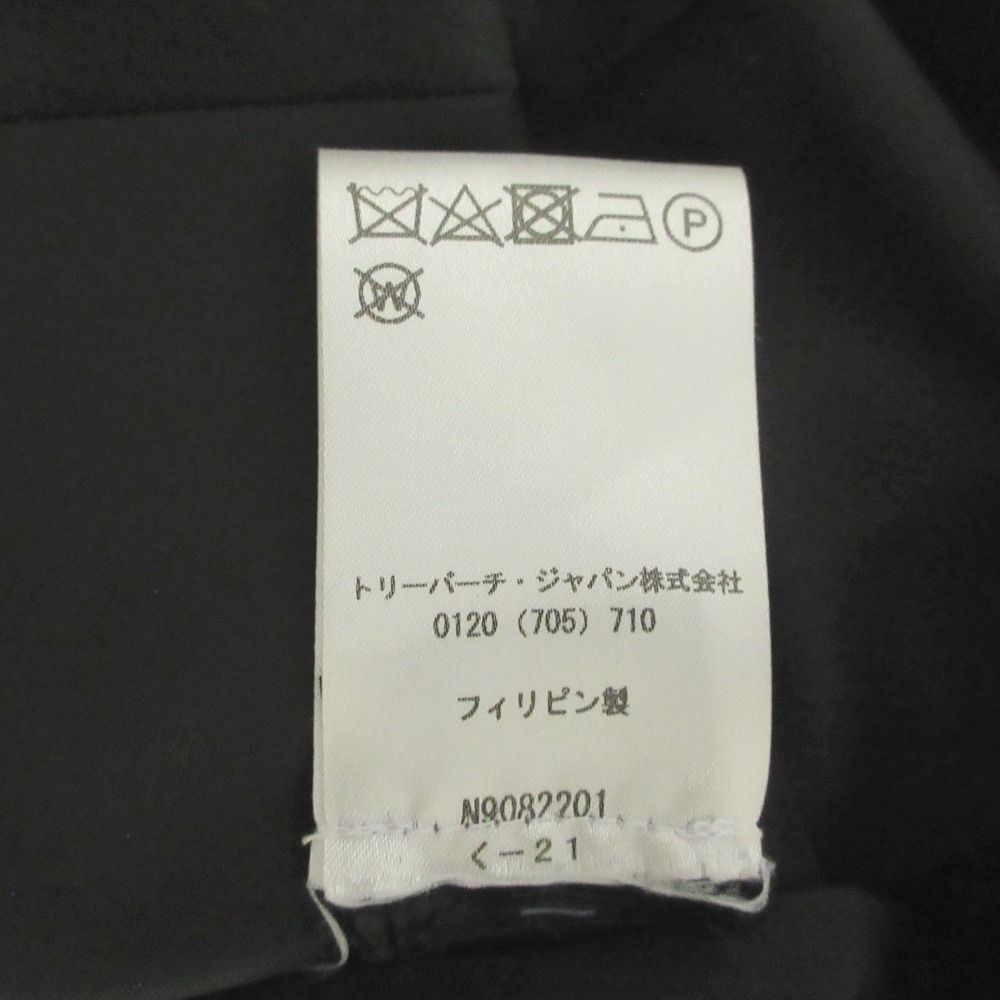 P
W
トリーバーチ・ジャパン株式会社
0120 (705) 710
フィリピン製
N9082201
く-21